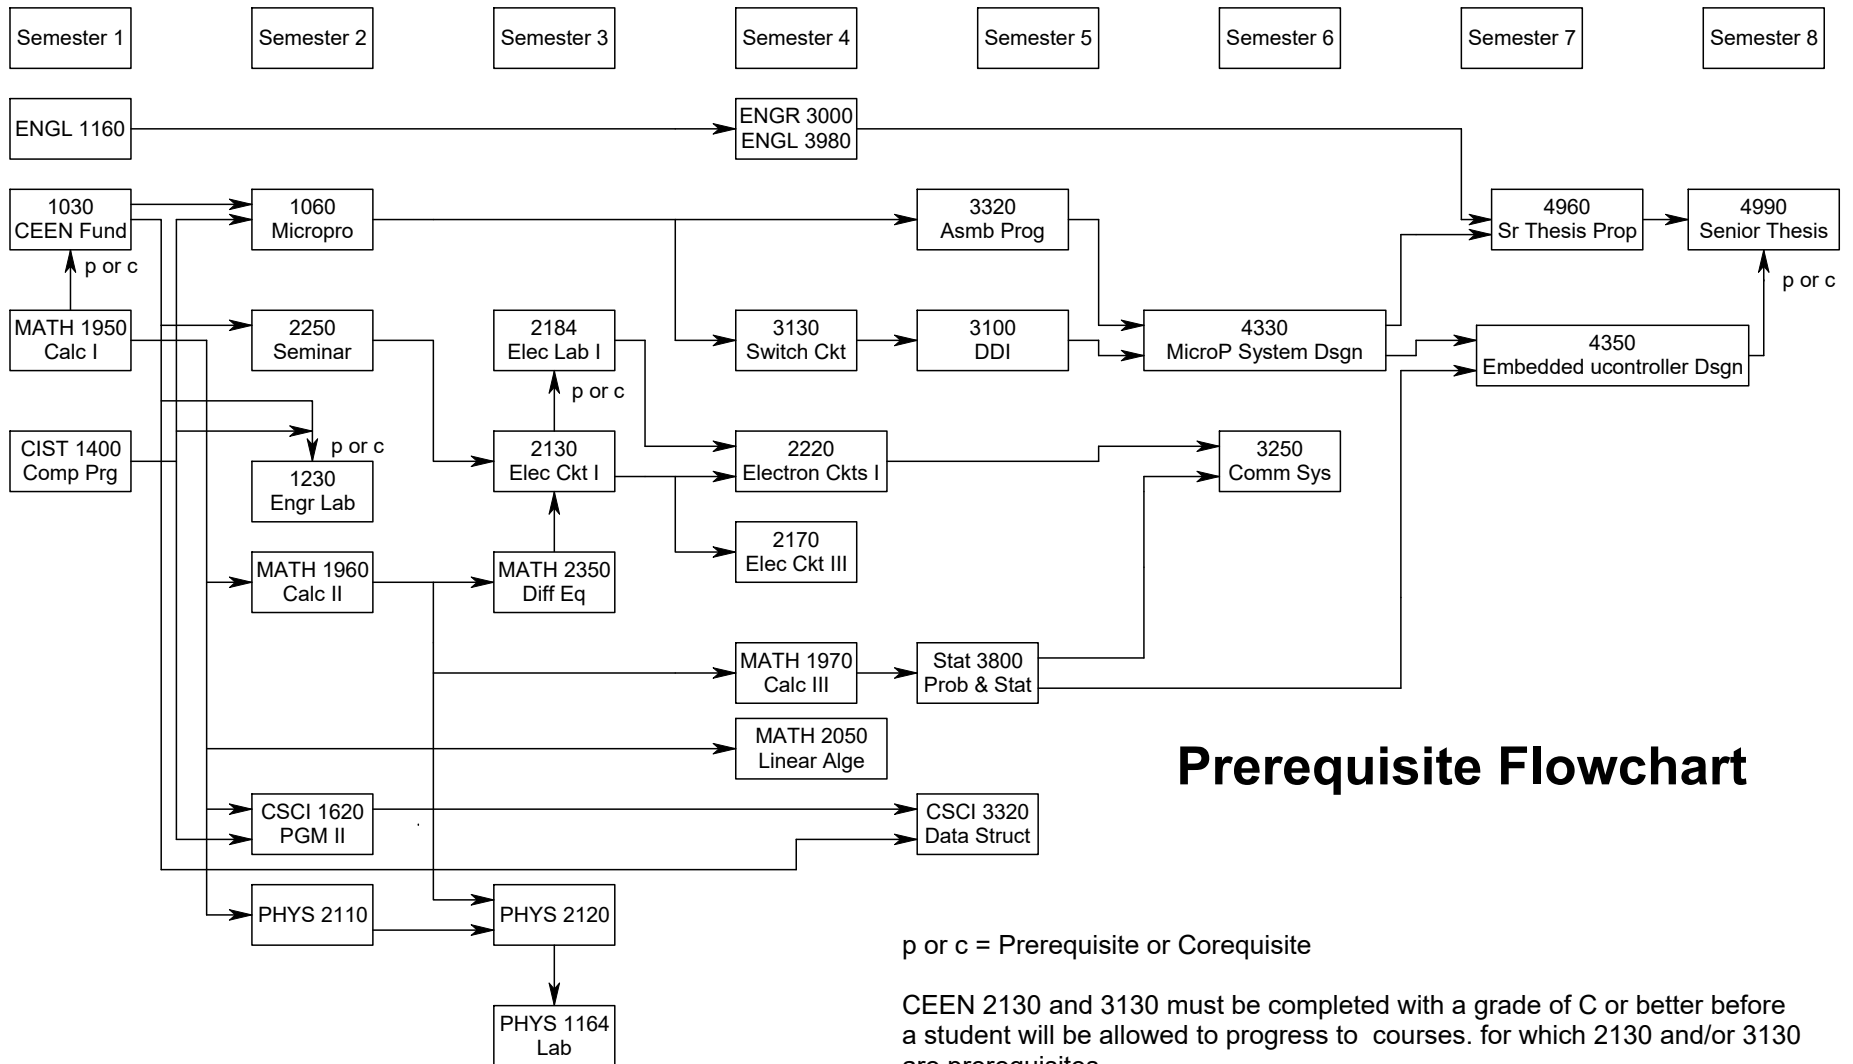 Semester 1
Semester 2
Semester 3
Semester 4
Semester 5
Semester 6
Semester 7
Semester 8
ENGL 1160
ENGR 3000
ENGL 3980
1030
CEEN Fund
1060
Micropro
3320
Asmb Prog
4960
Sr Thesis Prop
4990
Senior Thesis
p or c
p or c
MATH 1950
Calc I
2250
Seminar
2184
Elec Lab I
3130
Switch Ckt
3100
DDI
4330
MicroP System Dsgn
4350
Embedded ucontroller Dsgn
p or c
CIST 1400
Comp Prg
p or c
1230
Engr Lab
2130
Elec Ckt I
2220
Electron Ckts I
3250
Comm Sys
2170
Elec Ckt III
MATH 1960
Calc II
MATH 2350
Diff Eq
MATH 1970
Calc III
Stat 3800
Prob & Stat
MATH 2050
Linear Alge
Prerequisite Flowchart
CSCI 1620
PGM II
CSCI 3320
Data Struct
PHYS 2110
PHYS 2120
PHYS 1164
Lab
p or c = Prerequisite or Corequisite
CEEN 2130 and 3130 must be completed with a grade of C or better before
a student will be allowed to progress to  courses. for which 2130 and/or 3130
are prerequisites